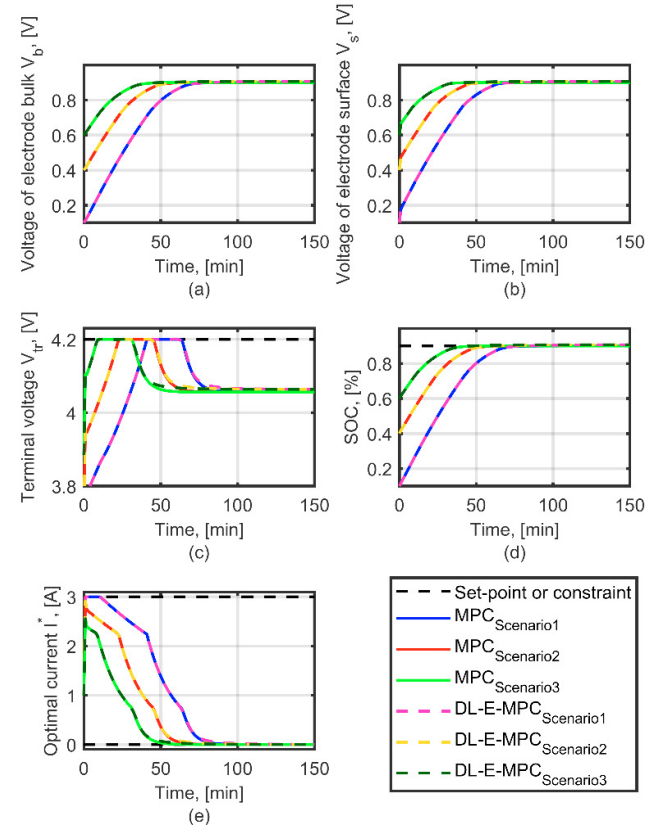 Voltage of electrode bulk V_b, [V]
0.8
0.6
0.4
0.2
0 50 100 150
Time, [min]
(a)
Voltage of electrode surface V_s, [V]
0.8
0.6
0.4
0.2
0 50 100 150
Time, [min]
(b)
Terminal voltage V_tr, [V]
4.2
4
3.8
0 50 100 150
Time, [min]
(c)
SOC, [%]
0.8
0.6
0.4
0.2
0 50 100 150
Time, [min]
(d)
Optimal current I*, [A]
3
2
1
0
0 50 100 150
Time, [min]
(e)
Set-point or constraint
MPC_Scenario1
MPC_Scenario2
MPC_Scenario3
DL-E-MPC_Scenario1
DL-E-MPC_Scenario2
DL-E-MPC_Scenario3